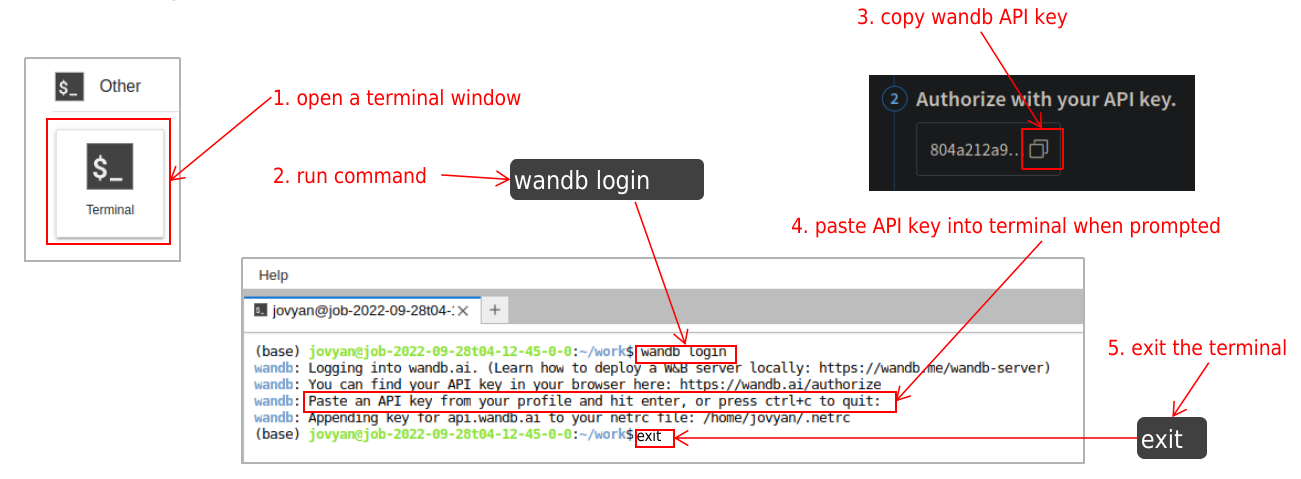 3. copy wandb API key
$_ Other
1. open a terminal window
2 Authorize with your API key.
804a212a9...
$_
Terminal
2. run command
wandb login
4. paste API key into terminal when prompted
Help
$_ jovyan@job-2022-09-28t04-1 × +
(base) jovyan@job-2022-09-28t04-12-45-0-0:~/work$ wandb login
wandb: Logging into wandb.ai. (Learn how to deploy a W&B server locally: https://wandb.me/wandb-server)
wandb: You can find your API key in your browser here: https://wandb.ai/authorize
wandb: Paste an API key from your profile and hit enter, or press ctrl+c to quit:
wandb: Appending key for api.wandb.ai to your netrc file: /home/jovyan/.netrc
(base) jovyan@job-2022-09-28t04-12-45-0-0:~/work$ exit
5. exit the terminal
exit